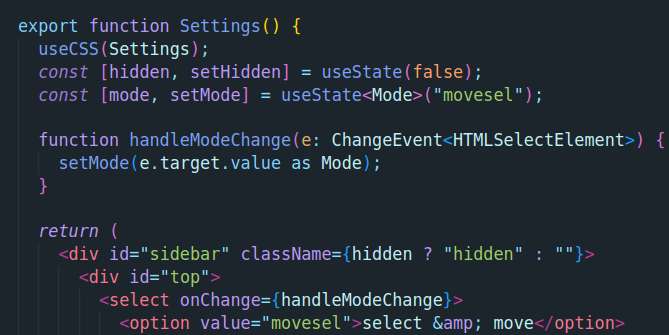 export function Settings() {
useCSS(Settings);
const [hidden, setHidden] = useState(false);
const [mode, setMode] = useState<Mode>("movesel");
function handleModeChange(e: ChangeEvent<HTMLSelectElement>) {
setMode(e.target.value as Mode);
}
return (
<div id="sidebar" className={hidden ? "hidden" : ""}>
<div id="top">
<select onChange={handleModeChange}>
<option value="movesel">select &amp; move</option>